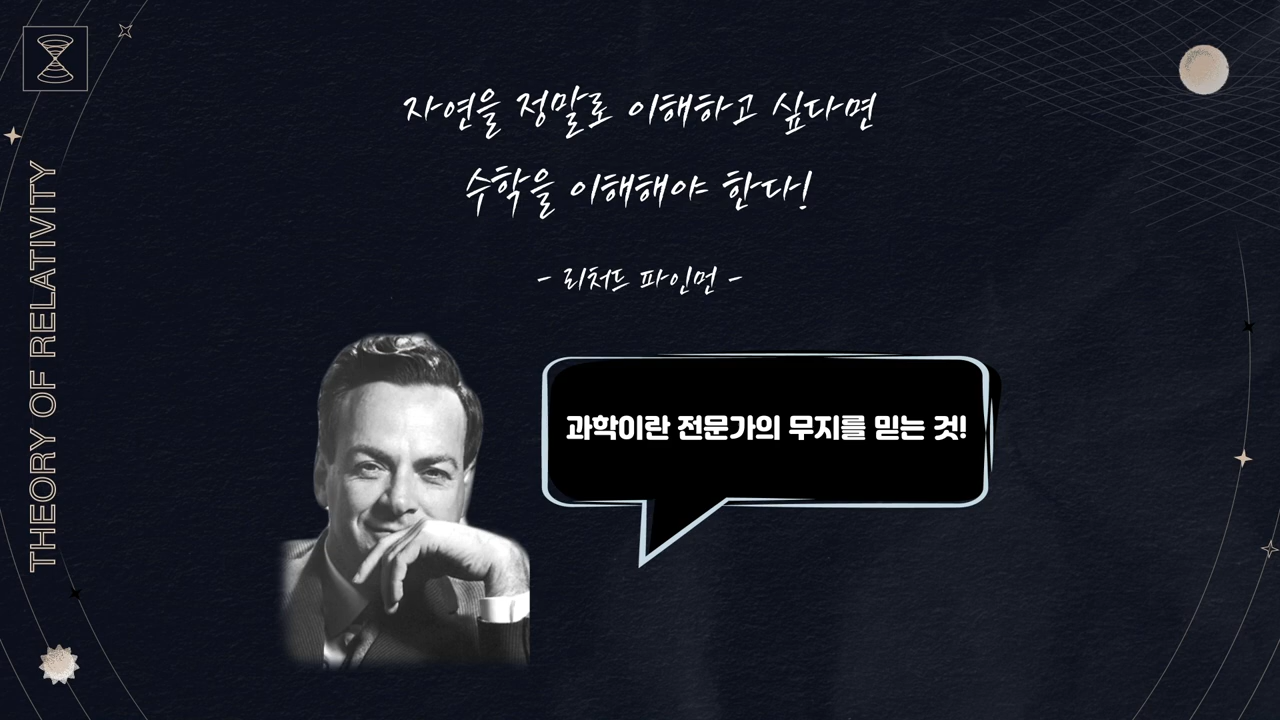 THEORY OF RELATIVITY
자연을 정말로 이해하고 싶다면
수학을 이해해야 한다!
- 리처드 파인먼 -
과학이란 전문가의 무지를 믿는 것!